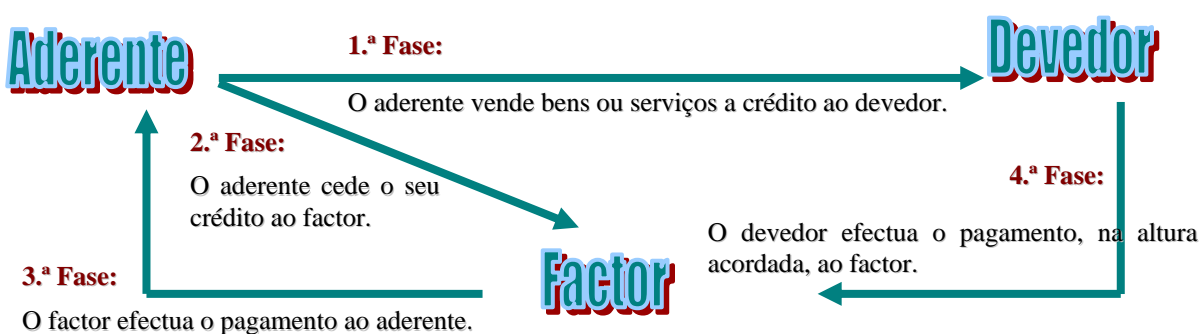 Aderente
1.ª Fase:
Devedor
O aderente vende bens ou serviços a crédito ao devedor.
2.ª Fase:
O aderente cede o seu
crédito ao factor.
4.ª Fase:
O devedor efectua o pagamento, na altura
acordada, ao factor.
Factor
3.ª Fase:
O factor efectua o pagamento ao aderente.